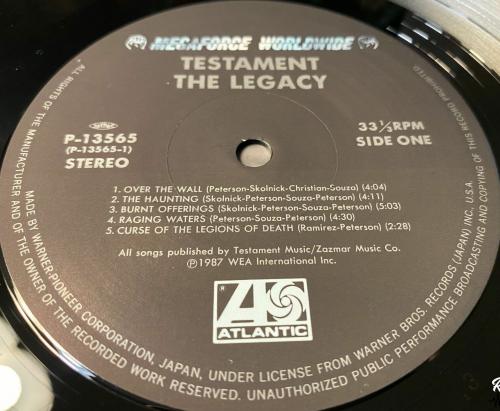 MEGAFORCE WORLDWIDE
TESTAMENT
THE LEGACY
P-13565
(P-13565-1)
STEREO
33⅓RPM
SIDE ONE
1. OVER THE WALL (Peterson-Skolnick-Christian-Souza) (4:04)
2. THE HAUNTING (Skolnick-Peterson-Souza-Peterson) (4:11)
3. BURNT OFFERINGS (Skolnick-Peterson-Souza-Peterson) (5:03)
4. RAGING WATERS (Peterson-Souza-Peterson) (4:30)
5. CURSE OF THE LEGIONS OF DEATH (Ramirez-Peterson) (2:28)
All songs published by Testament Music/Zazmar Music Co.
℗1987 WEA International Inc.
ATLANTIC
MADE BY WARNER-PIONEER CORPORATION, JAPAN, UNDER LICENSE FROM WARNER BROS. RECORDS (JAPAN) INC., U.S.A.
ALL RIGHTS OF THE MANUFACTURER AND OF THE OWNER OF THE RECORDED WORK RESERVED. UNAUTHORIZED PUBLIC PERFORMANCE BROADCASTING AND COPYING OF THIS RECORD PROHIBITED